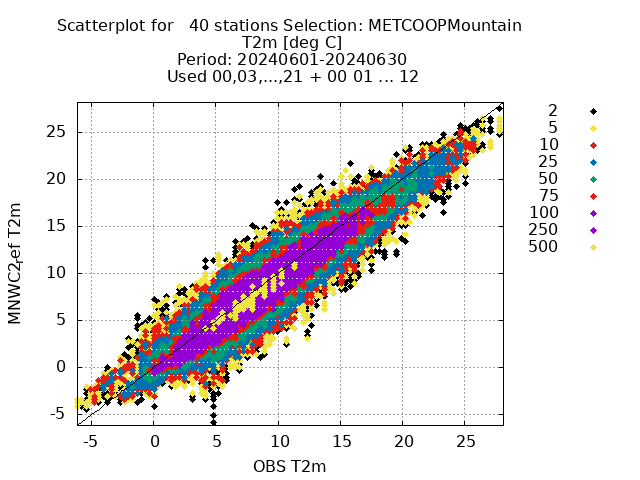 Scatterplot for   40 stations Selection: METCOOPMountain
T2m [deg C]
Period: 20240601-20240630
Used 00,03,...,21 + 00 01 ... 12
2
5
10
25
50
75
100
250
500
25
20
15
10
5
0
-5
MNWC2,ef T2m
-5 0 5 10 15 20 25
OBS T2m